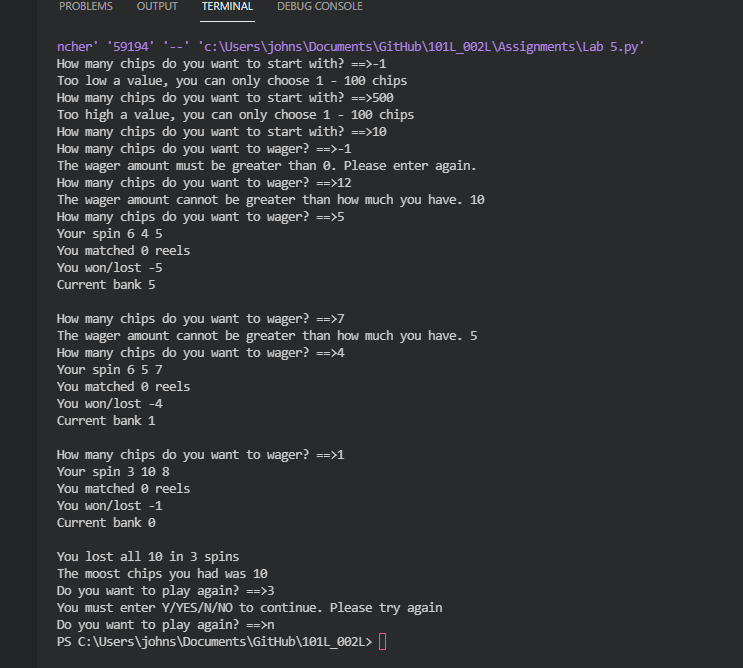 PROBLEMS OUTPUT TERMINAL DEBUG CONSOLE
ncher' '59194' '--' 'c:\Users\johns\Documents\GitHub\101L_002L\Assignments\Lab 5.py'
How many chips do you want to start with? ==>-1
Too low a value, you can only choose 1 - 100 chips
How many chips do you want to start with? ==>500
Too high a value, you can only choose 1 - 100 chips
How many chips do you want to start with? ==>10
How many chips do you want to wager? ==>-1
The wager amount must be greater than 0. Please enter again.
How many chips do you want to wager? ==>12
The wager amount cannot be greater than how much you have. 10
How many chips do you want to wager? ==>5
Your spin 6 4 5
You matched 0 reels
You won/lost -5
Current bank 5
How many chips do you want to wager? ==>7
The wager amount cannot be greater than how much you have. 5
How many chips do you want to wager? ==>4
Your spin 6 5 7
You matched 0 reels
You won/lost -4
Current bank 1
How many chips do you want to wager? ==>1
Your spin 3 10 8
You matched 0 reels
You won/lost -1
Current bank 0
You lost all 10 in 3 spins
The moost chips you had was 10
Do you want to play again? ==>3
You must enter Y/YES/N/NO to continue. Please try again
Do you want to play again? ==>n
PS C:\Users\johns\Documents\GitHub\101L_002L>